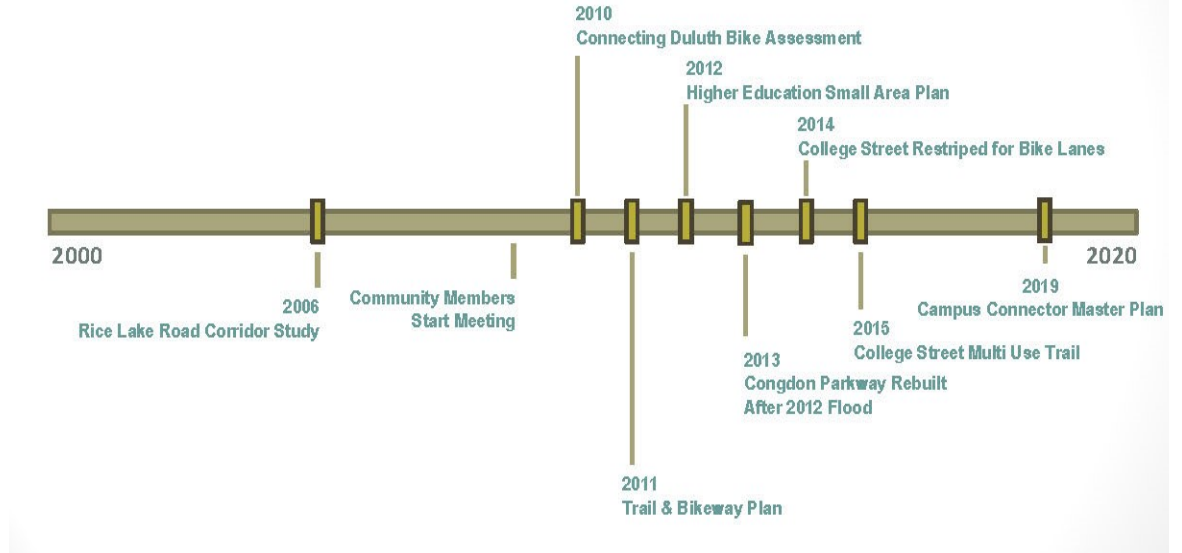 2010
Connecting Duluth Bike Assessment
2012
Higher Education Small Area Plan
2014
College Street Restriped for Bike Lanes
2000
2020
2006
Rice Lake Road Corridor Study
Community Members
Start Meeting
2011
Trail & Bikeway Plan
2013
Congdon Parkway Rebuilt
After 2012 Flood
2015
College Street Multi Use Trail
2019
Campus Connector Master Plan